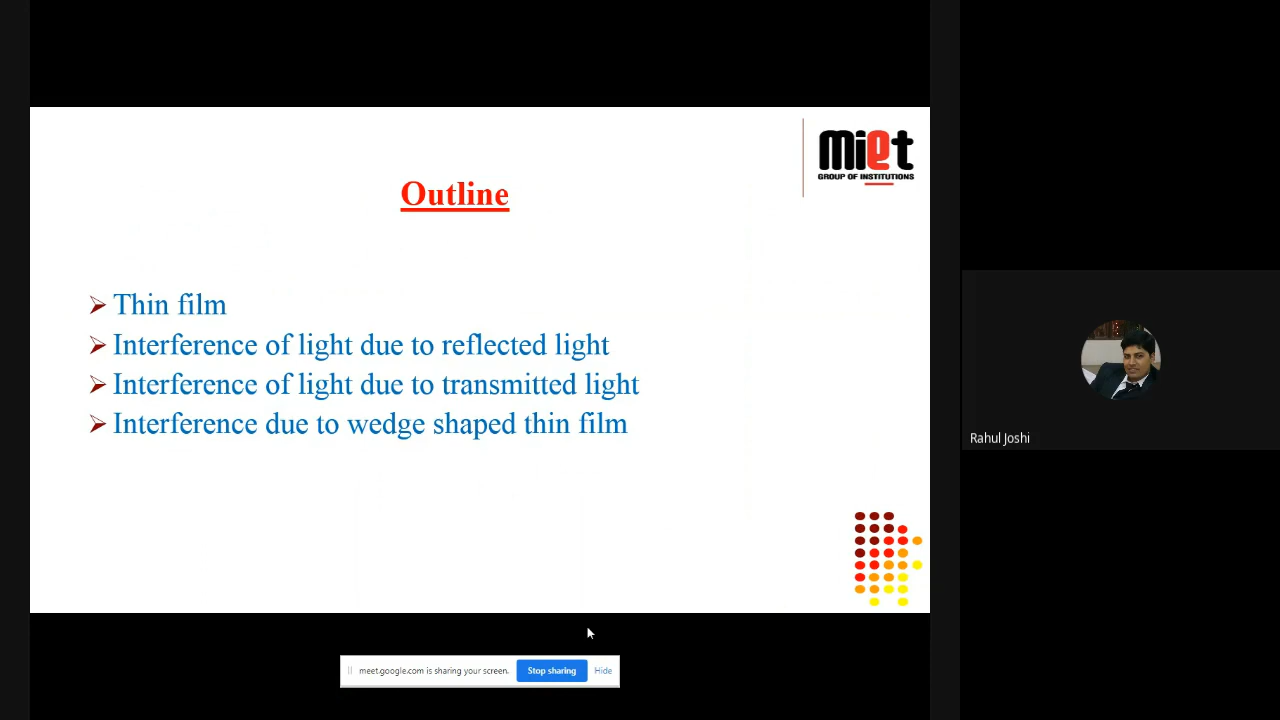 miet
GROUP OF INSTITUTIONS
Outline
Thin film
Interference of light due to reflected light
Interference of light due to transmitted light
Interference due to wedge shaped thin film
Rahul Joshi
meet.google.com is sharing your screen.
Stop sharing
Hide